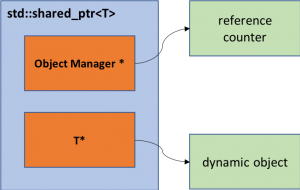 std::shared_ptr<T>
Object Manager *
T*
reference
counter
dynamic object